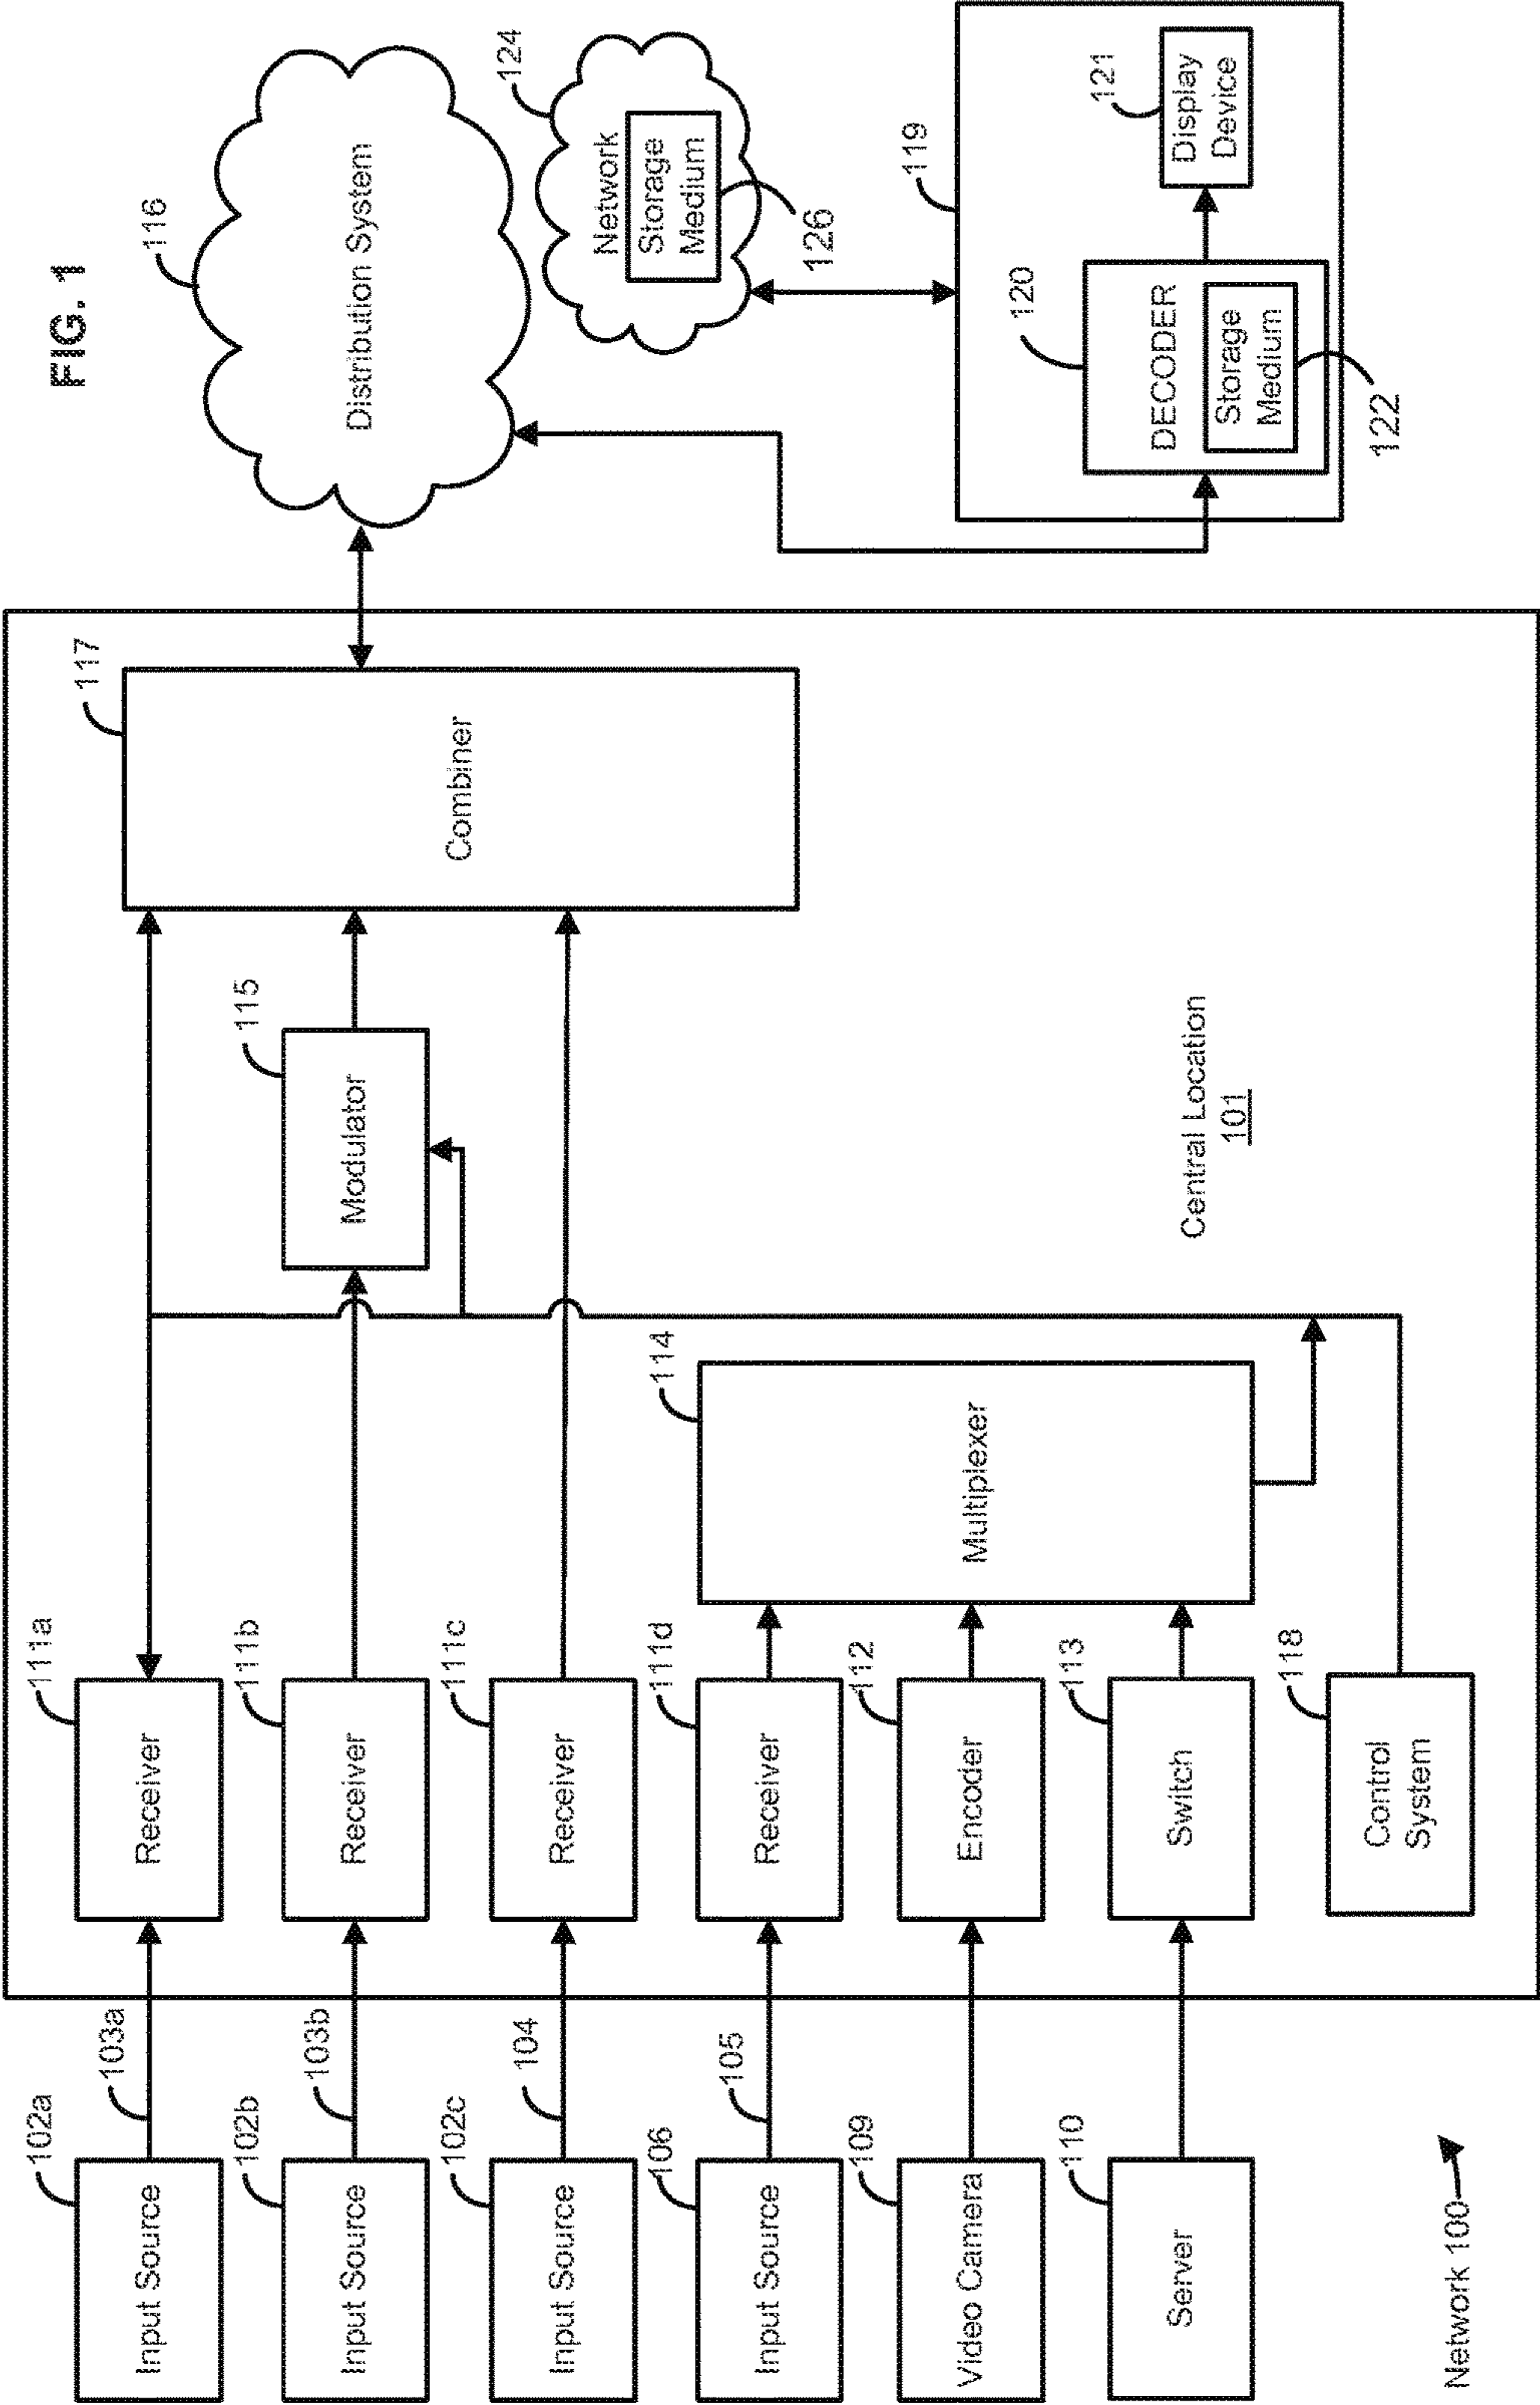 FIG. 1
102a
Input Source
103a
111a
Receiver
102b
Input Source
103b
111b
Receiver
115
Modulator
102c
Input Source
104
111c
Receiver
117
Combiner
116
Distribution System
124
Network
Storage
Medium
126
106
Input Source
105
111d
Receiver
114
Multiplexer
109
Video Camera
112
Encoder
110
Server
113
Switch
118
Control
System
Central Location
101
119
120
DECODER
Storage
Medium
122
121
Display
Device
Network 100